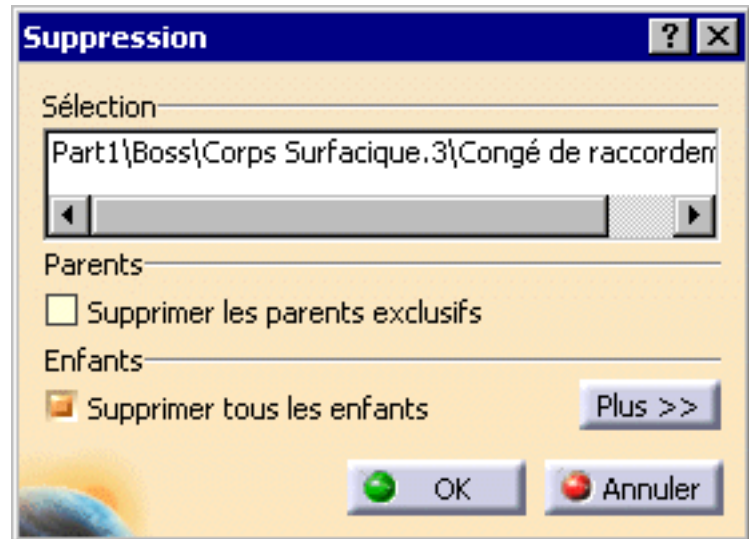 Suppression
Sélection
Part1\Boss\Corps Surfacique.3\Congé de
Parents
Supprimer les parents exclusifs
Enfants
Supprimer tous les enfants
Plus >>
OK
Annuler